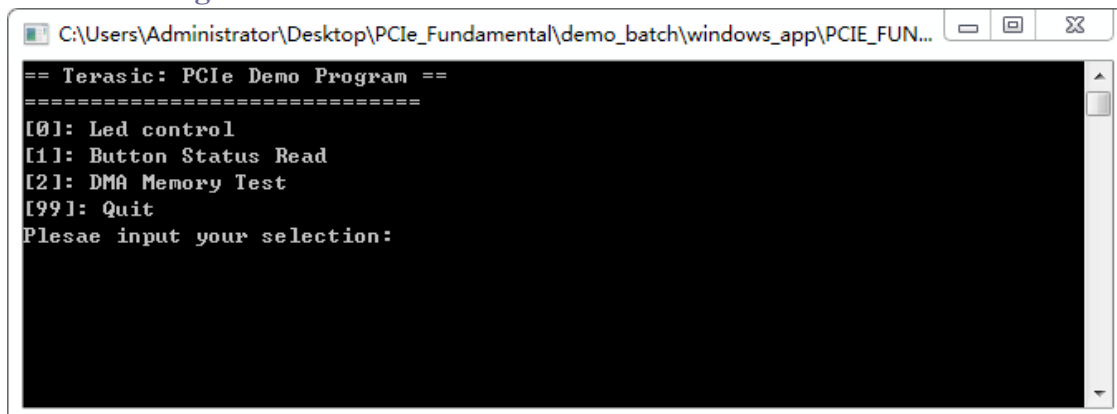 C:\Users\Administrator\Desktop\PCIe_Fundamental\demo_batch\windows_app\PCIE_FUN...
== Terasic: PCIe Demo Program ==
==============================
[0]: Led control
[1]: Button Status Read
[2]: DMA Memory Test
[99]: Quit
Plesae input your selection: